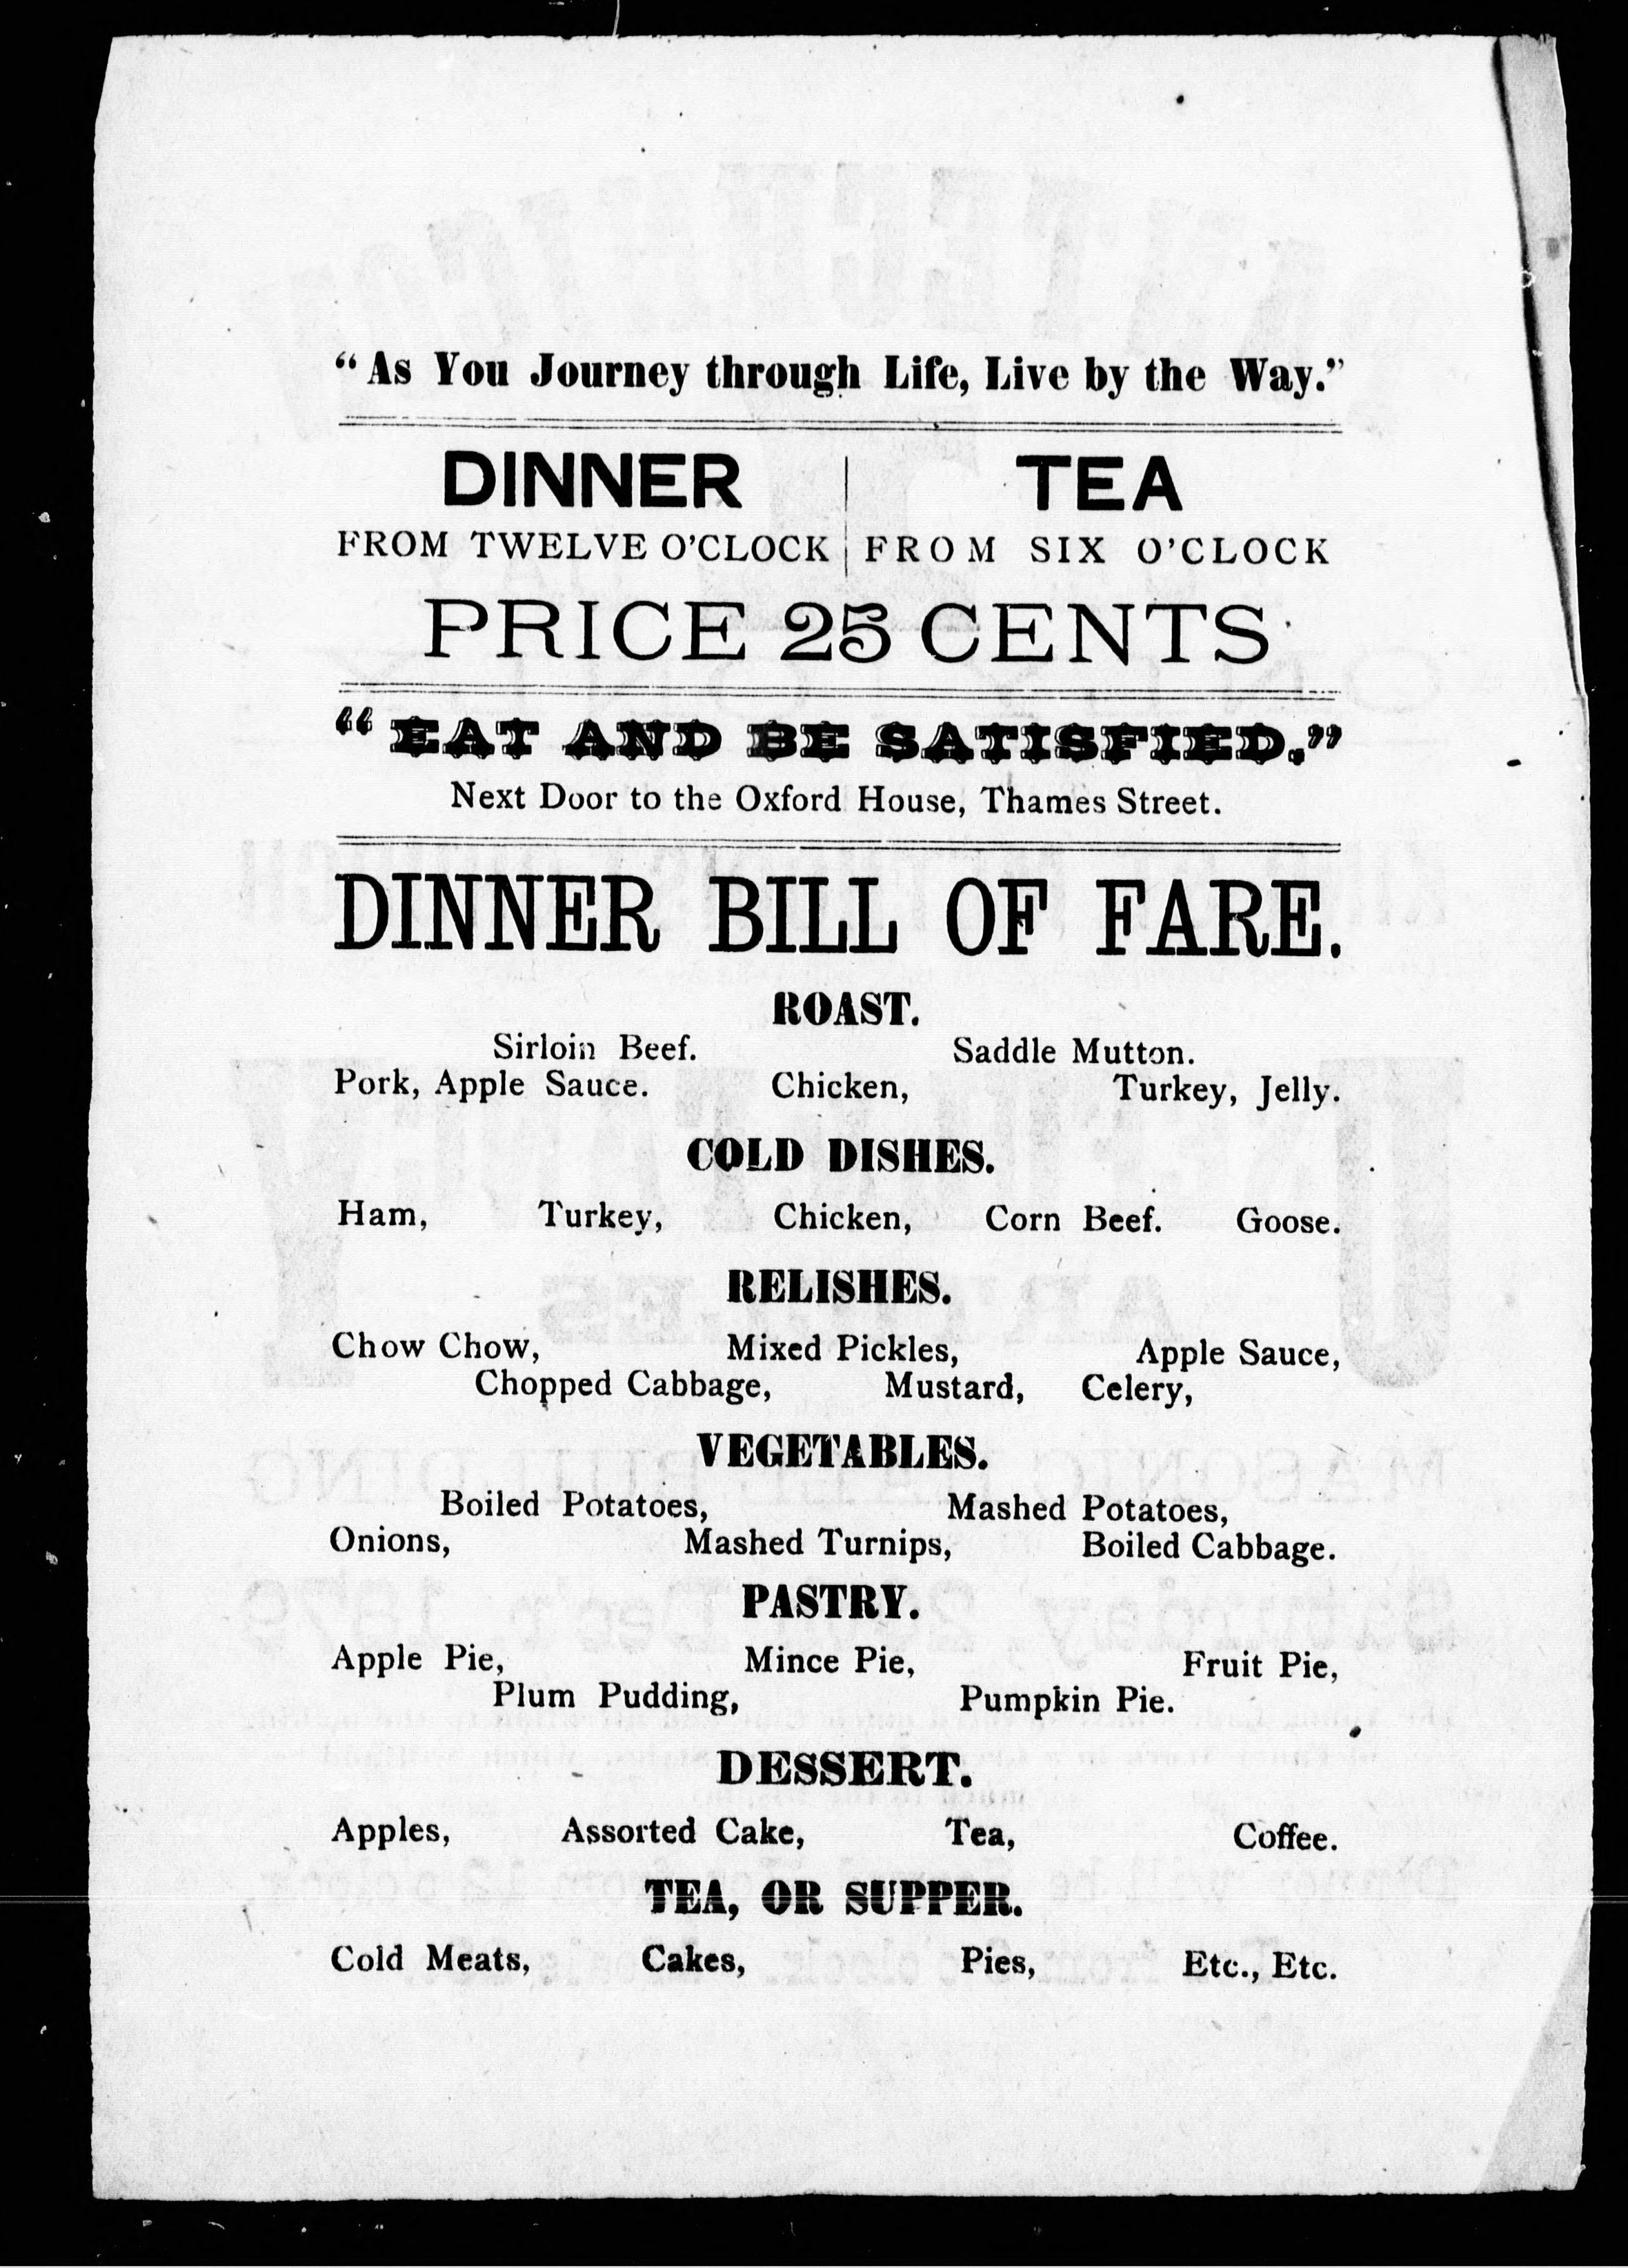 “As You Journey through Life, Live by the Way.”
DINNER
FROM TWELVE O'CLOCK
TEA
FROM SIX O'CLOCK
PRICE 25 CENTS
“EAT AND BE SATISFIED.”
Next Door to the Oxford House, Thames Street.
DINNER BILL OF FARE.
ROAST.
Sirloin Beef. Saddle Mutton.
Pork, Apple Sauce. Chicken, Turkey, Jelly.
COLD DISHES.
Ham, Turkey, Chicken, Corn Beef. Goose.
RELISHES.
Chow Chow, Mixed Pickles, Apple Sauce,
Chopped Cabbage, Mustard, Celery,
VEGETABLES.
Boiled Potatoes, Mashed Potatoes,
Onions, Mashed Turnips, Boiled Cabbage.
PASTRY.
Apple Pie, Mince Pie, Fruit Pie,
Plum Pudding, Pumpkin Pie.
DESSERT.
Apples, Assorted Cake, Tea, Coffee.
TEA, OR SUPPER.
Cold Meats, Cakes, Pies, Etc., Etc.